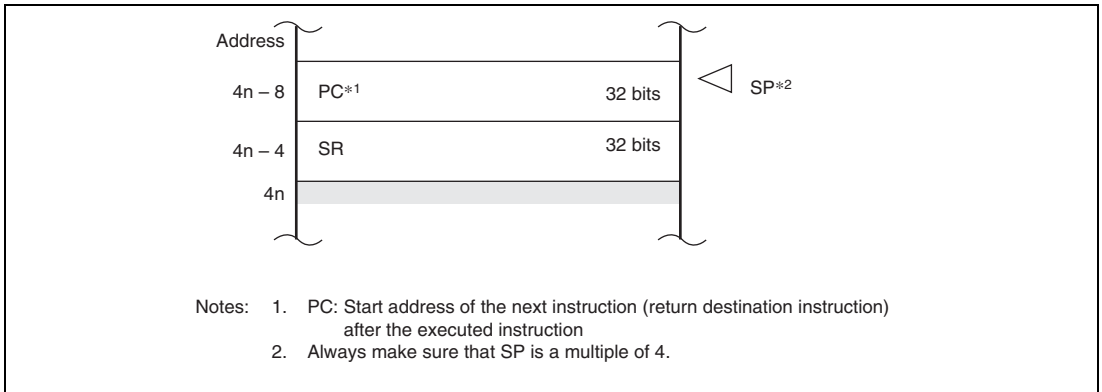 Address
4n – 8 PC*1 32 bits SP*2
4n – 4 SR 32 bits
4n
Notes: 1. PC: Start address of the next instruction (return destination instruction)
after the executed instruction
2. Always make sure that SP is a multiple of 4.